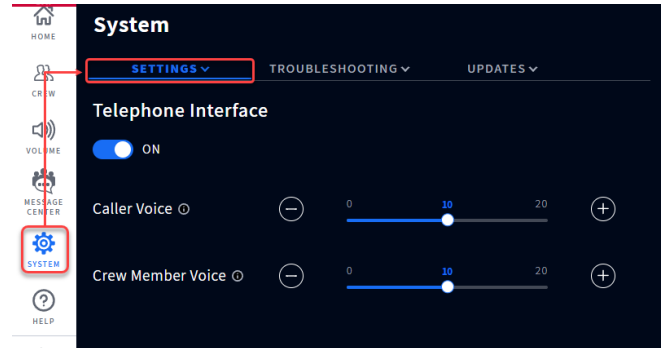 HOME
CREW
VOLUME
MESSAGE
CENTER
SYSTEM
HELP
System
SETTINGS TROUBLESHOOTING UPDATES
Telephone Interface
ON
Caller Voice 0 10 20
Crew Member Voice 0 10 20